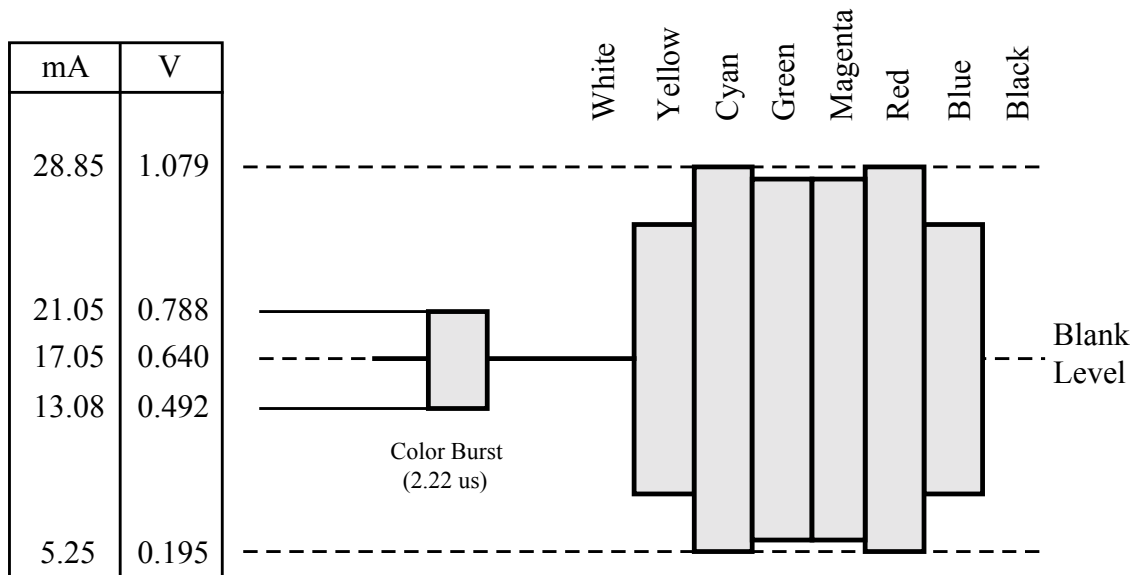 White
Yellow
Cyan
Green
Magenta
Red
Blue
Black
mA V
28.85 1.079
21.05 0.788
17.05 0.640
13.08 0.492
5.25 0.195
Blank
Level
Color Burst
(2.22 us)